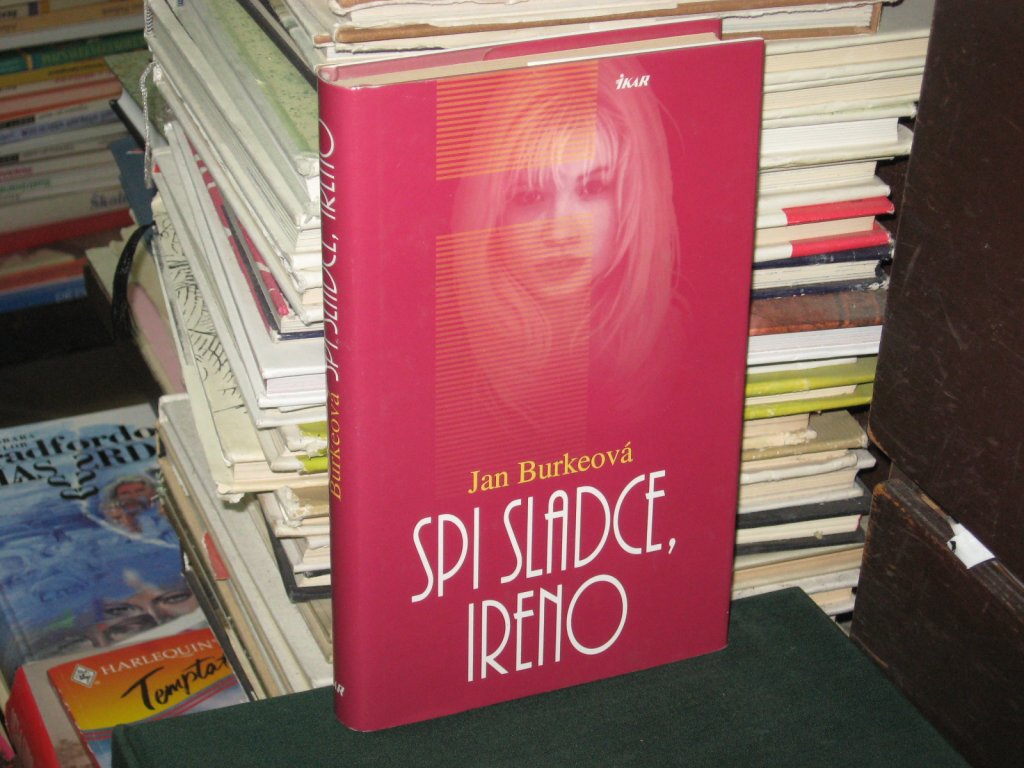 ikar
Jan Burkeová
SPI SLADCE,
IRENO
Burkeová SPI SLADCE, IRENO
HARLEQUIN